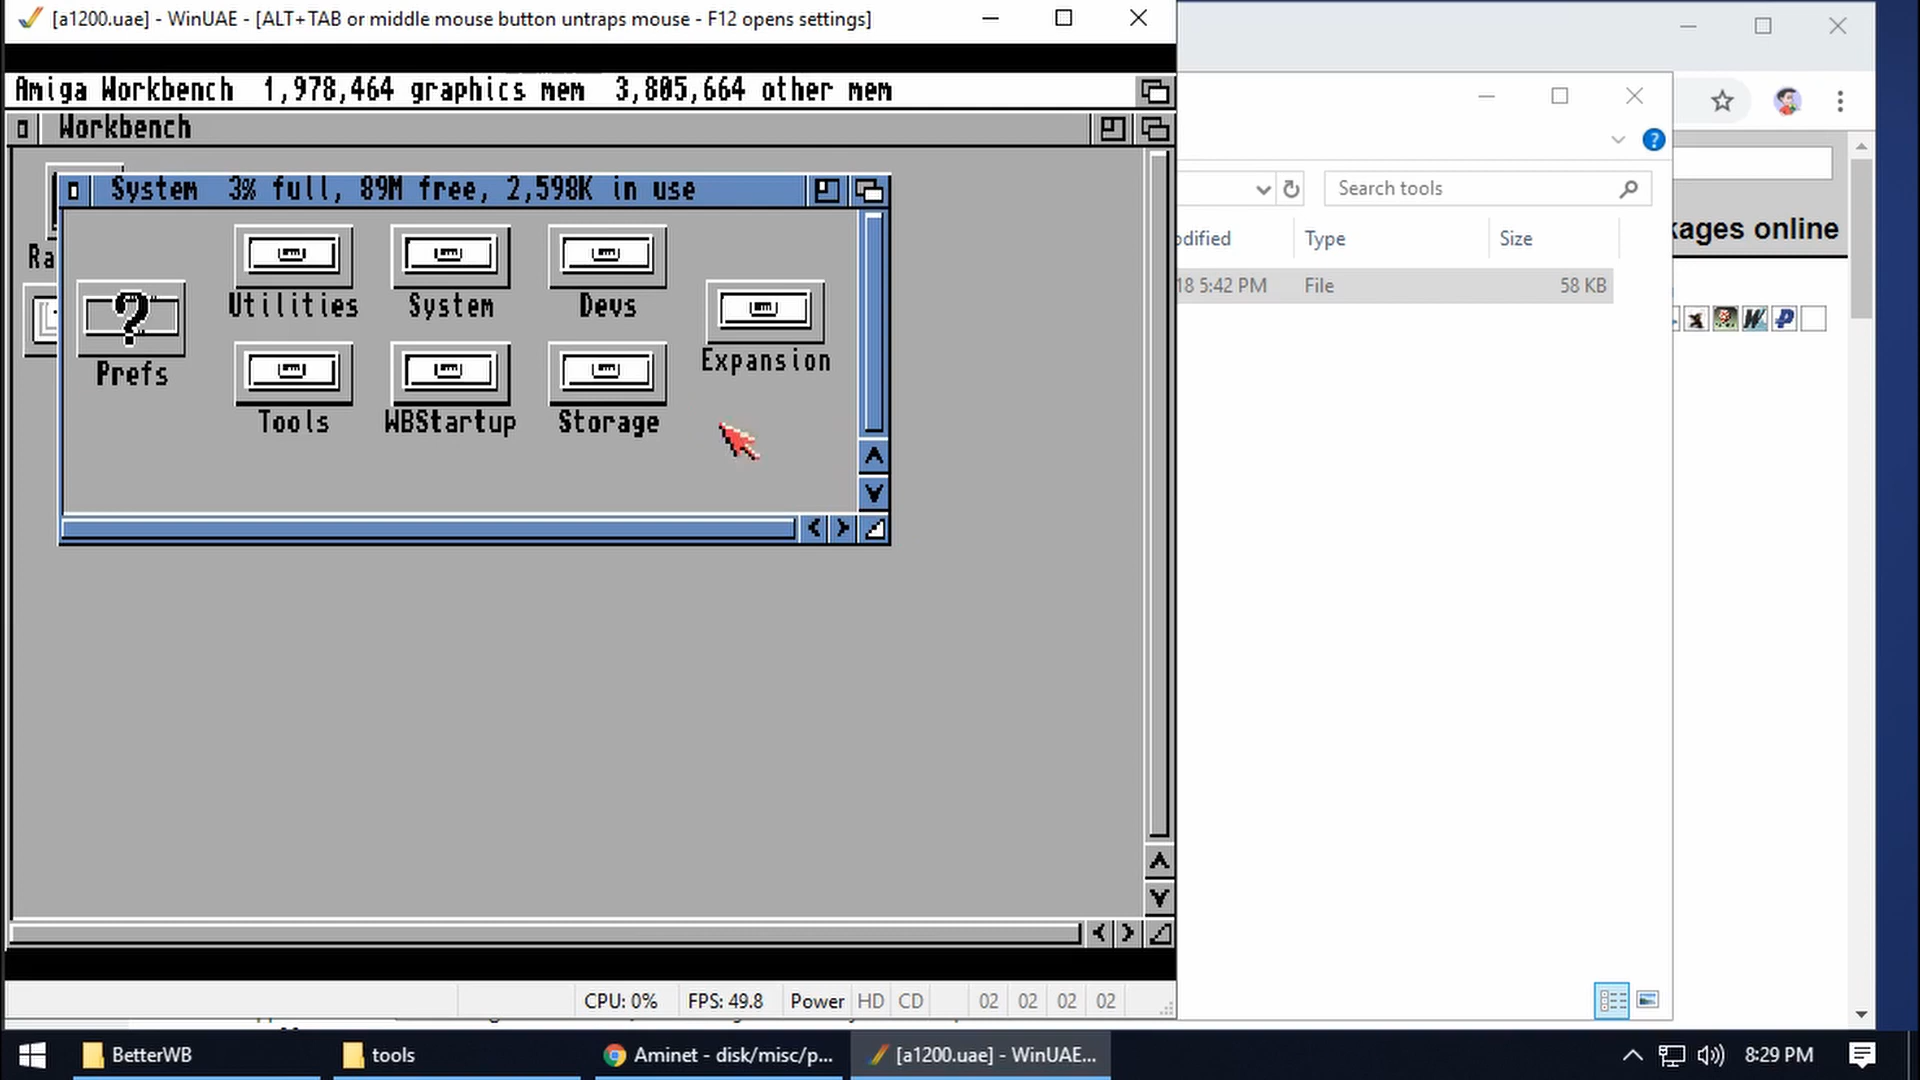 [a1200.uae] - WinUAE - [ALT+TAB or middle mouse button untraps mouse - F12 opens settings]
Amiga Workbench 1,978,464 graphics mem 3,805,664 other mem
Workbench
System 3% full, 89M free, 2,598K in use
Ra
Prefs
Utilities
System
Devs
Expansion
Tools
WBStartup
Storage
Search tools
odified
Type
Size
18 5:42 PM
File
58 KB
kages online
CPU: 0%
FPS: 49.8
Power
HD
CD
02
02
02
02
BetterWB
tools
Aminet - disk/misc/p...
[a1200.uae] - WinUAE...
8:29 PM